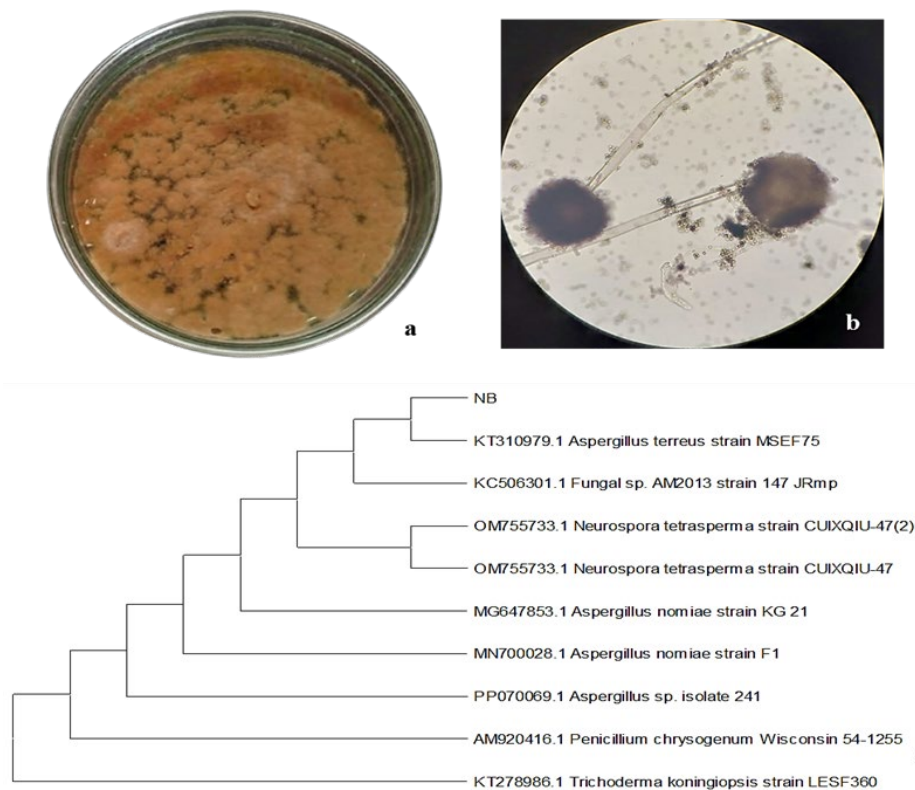 a
b
NB
KT310979.1 Aspergillus terreus strain MSEF75
KC506301.1 Fungal sp. AM2013 strain 147 JRmp
OM755733.1 Neurospora tetrasperma strain CUIXQIU-47(2)
OM755733.1 Neurospora tetrasperma strain CUIXQIU-47
MG647853.1 Aspergillus nomiae strain KG 21
MN700028.1 Aspergillus nomiae strain F1
PP070069.1 Aspergillus sp. isolate 241
AM920416.1 Penicillium chrysogenum Wisconsin 54-1255
KT278986.1 Trichoderma koningiopsis strain LESF360